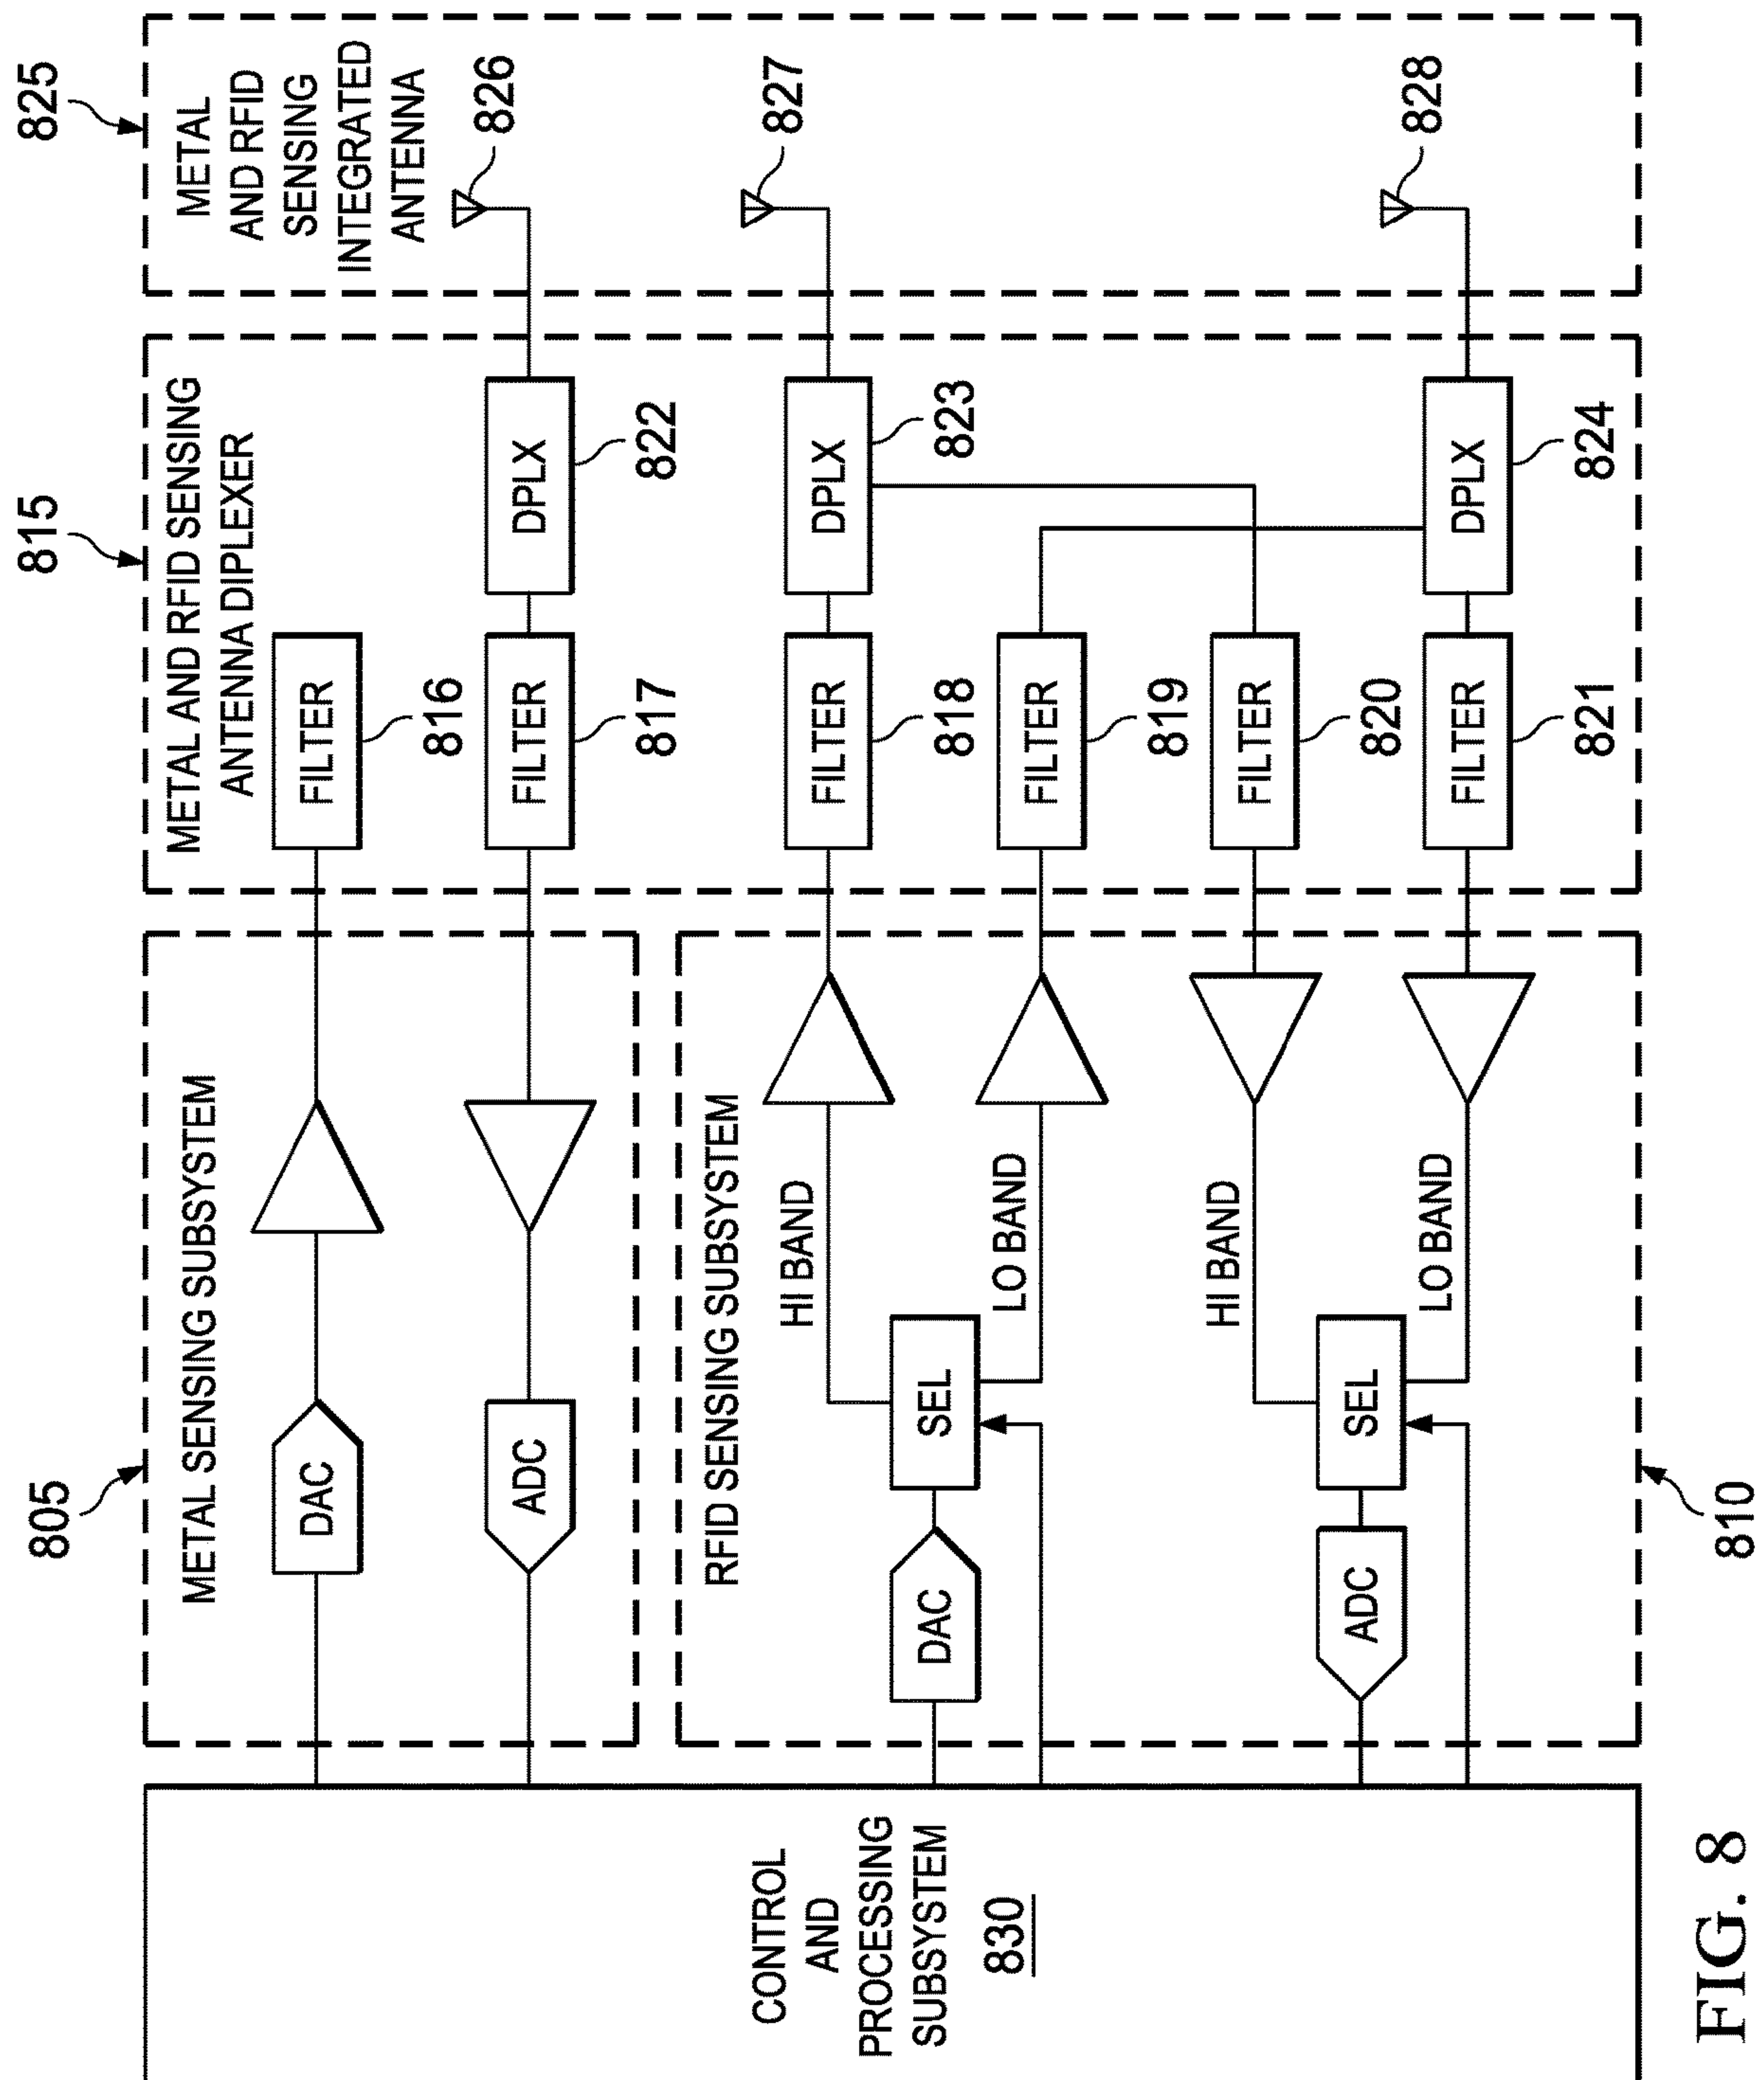 CONTROL
AND
PROCESSING
SUBSYSTEM
830
805
METAL SENSING SUBSYSTEM
DAC
ADC
RFID SENSING SUBSYSTEM
DAC
SEL
HI BAND
LO BAND
ADC
SEL
HI BAND
LO BAND
810
815
METAL AND RFID SENSING
ANTENNA DIPLEXER
FILTER
816
FILTER
817
DPLX
822
FILTER
818
DPLX
823
FILTER
819
FILTER
820
FILTER
821
DPLX
824
825
METAL
AND RFID
SENSING
INTEGRATED
ANTENNA
826
827
828
FIG. 8